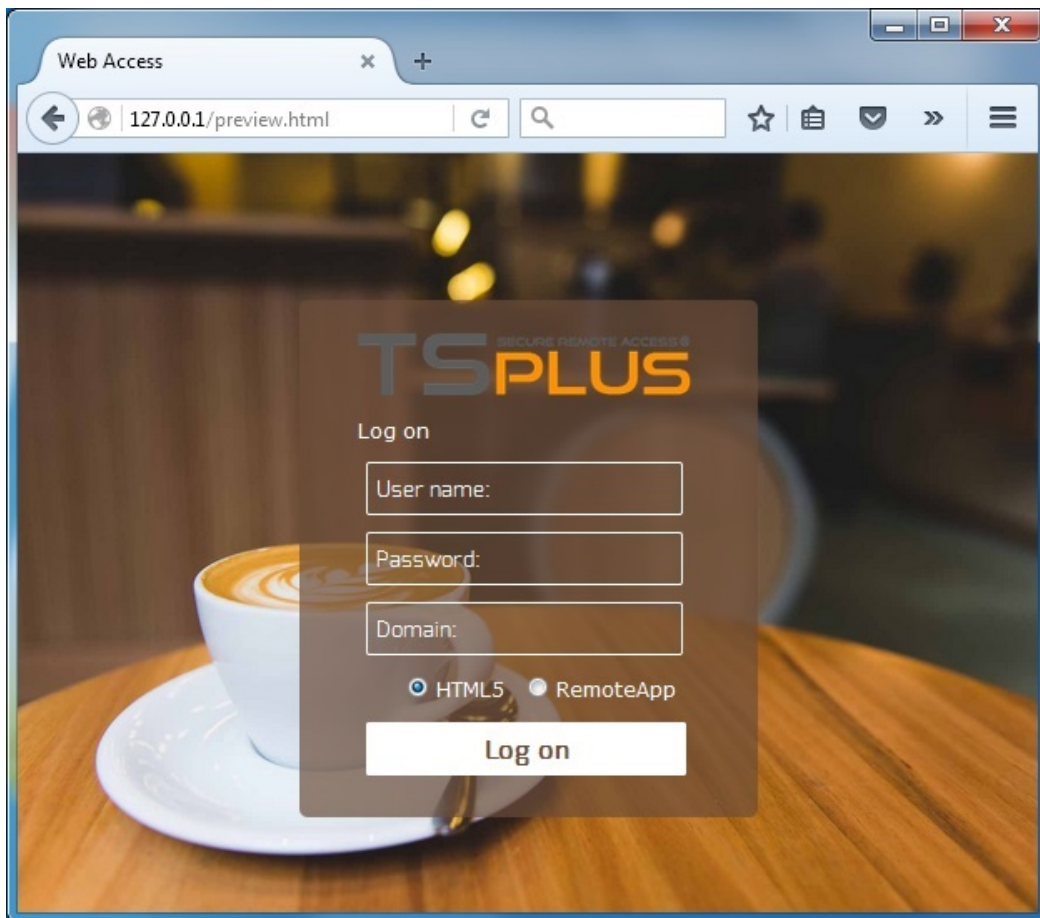 Web Access
127.0.0.1/preview.html
TSPLUS
SECURE REMOTE ACCESS
Log on
User name:
Password:
Domain:
HTML5 RemoteApp
Log on